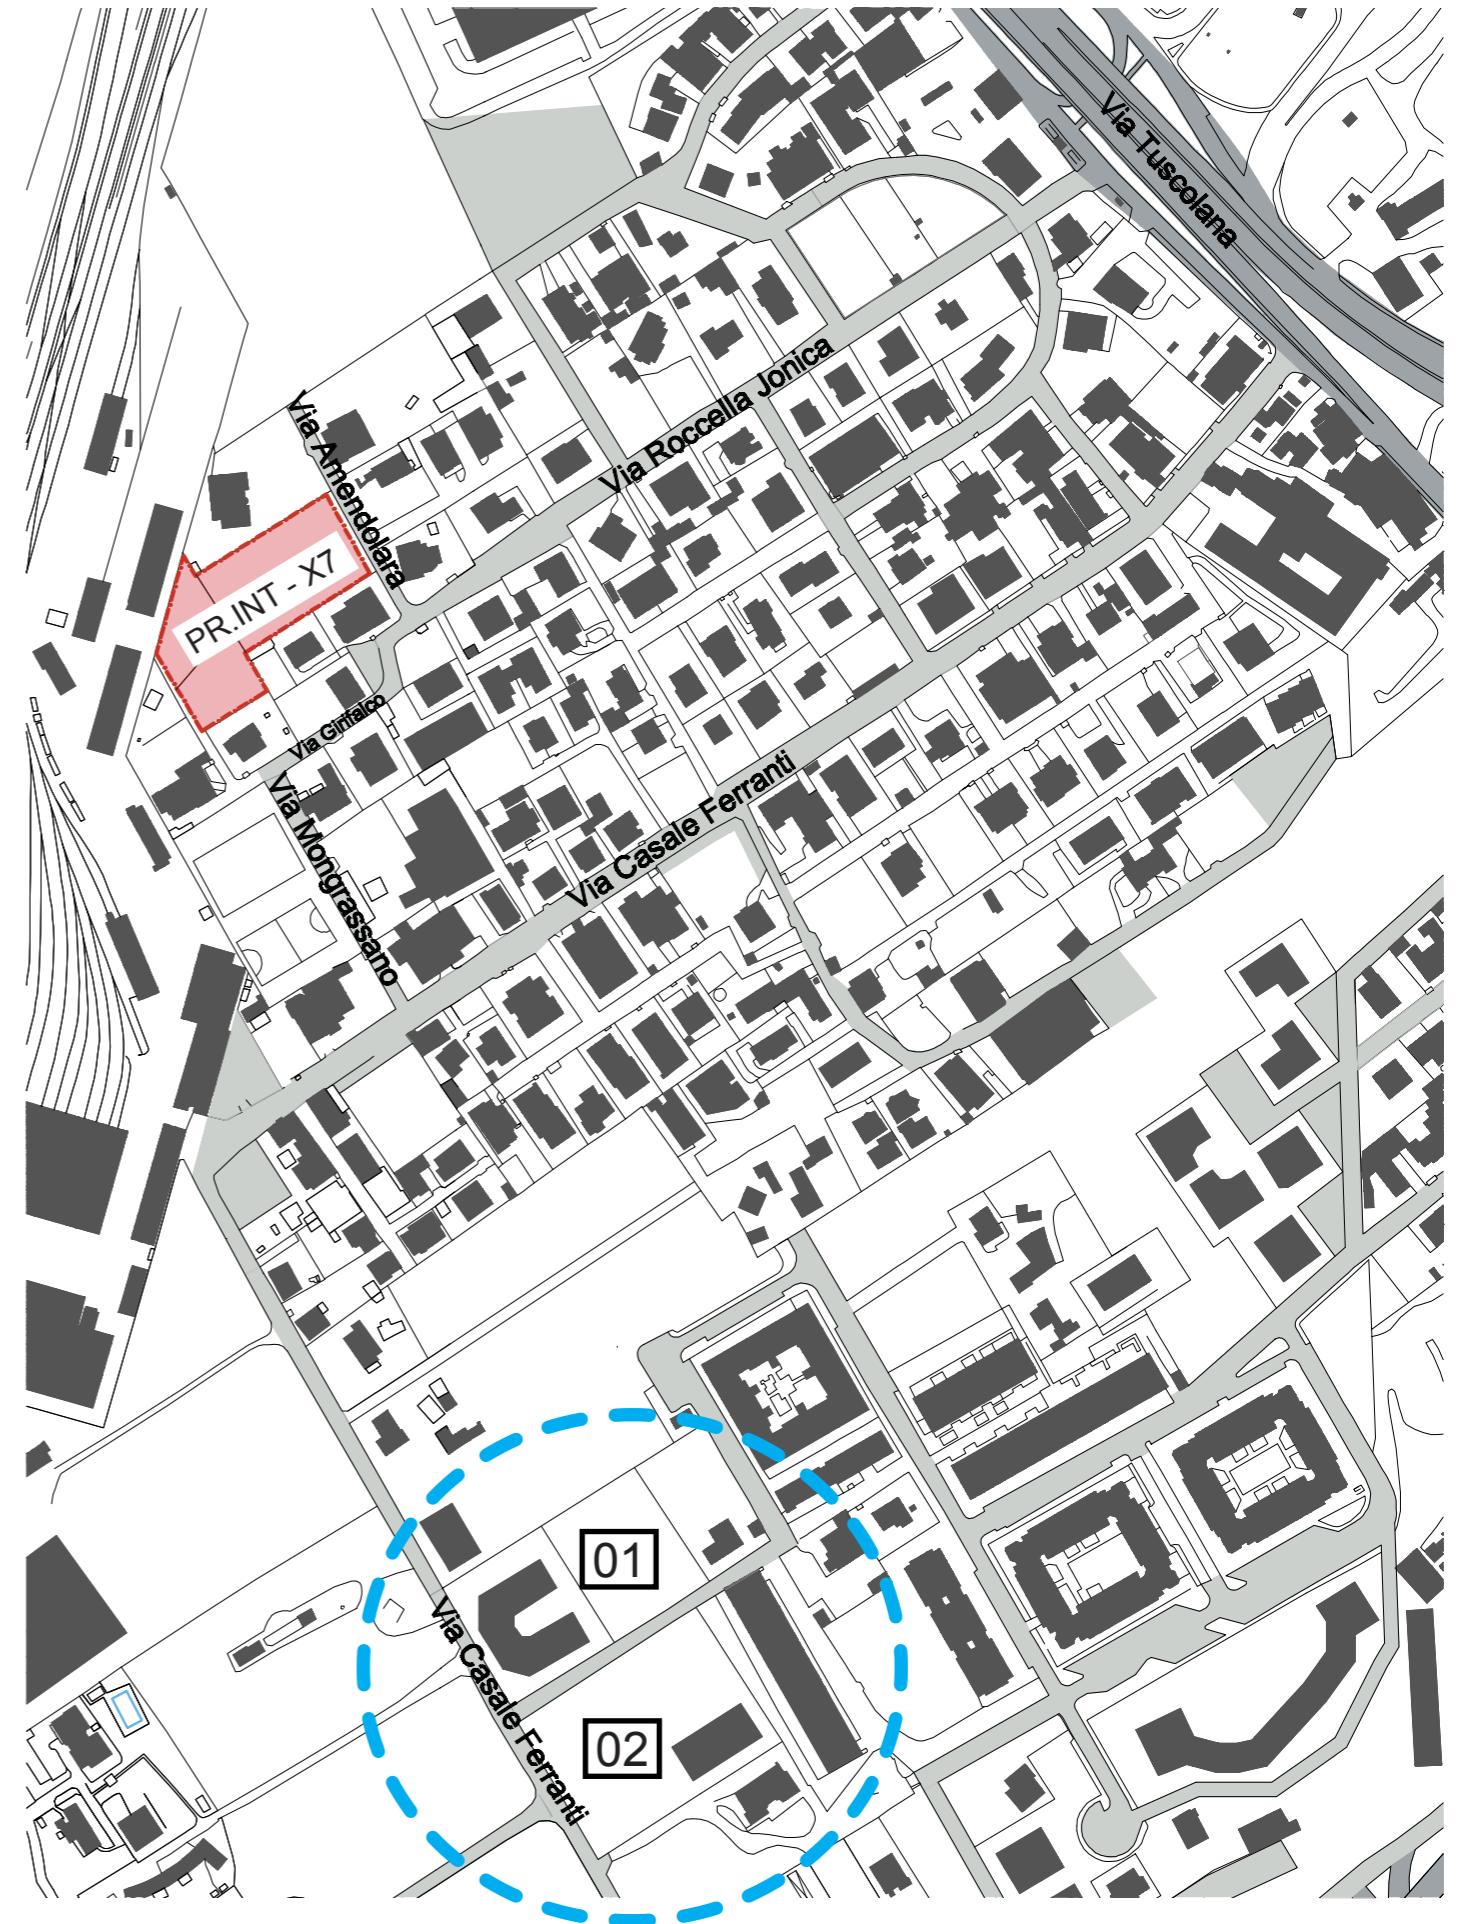 Via Tuscolana
Via Roccella Jonica
Via Amendolara
PR.INT - X7
Via Girifalco
Via Mongrassano
Via Casale Ferranti
01
Via Casale Ferranti
02